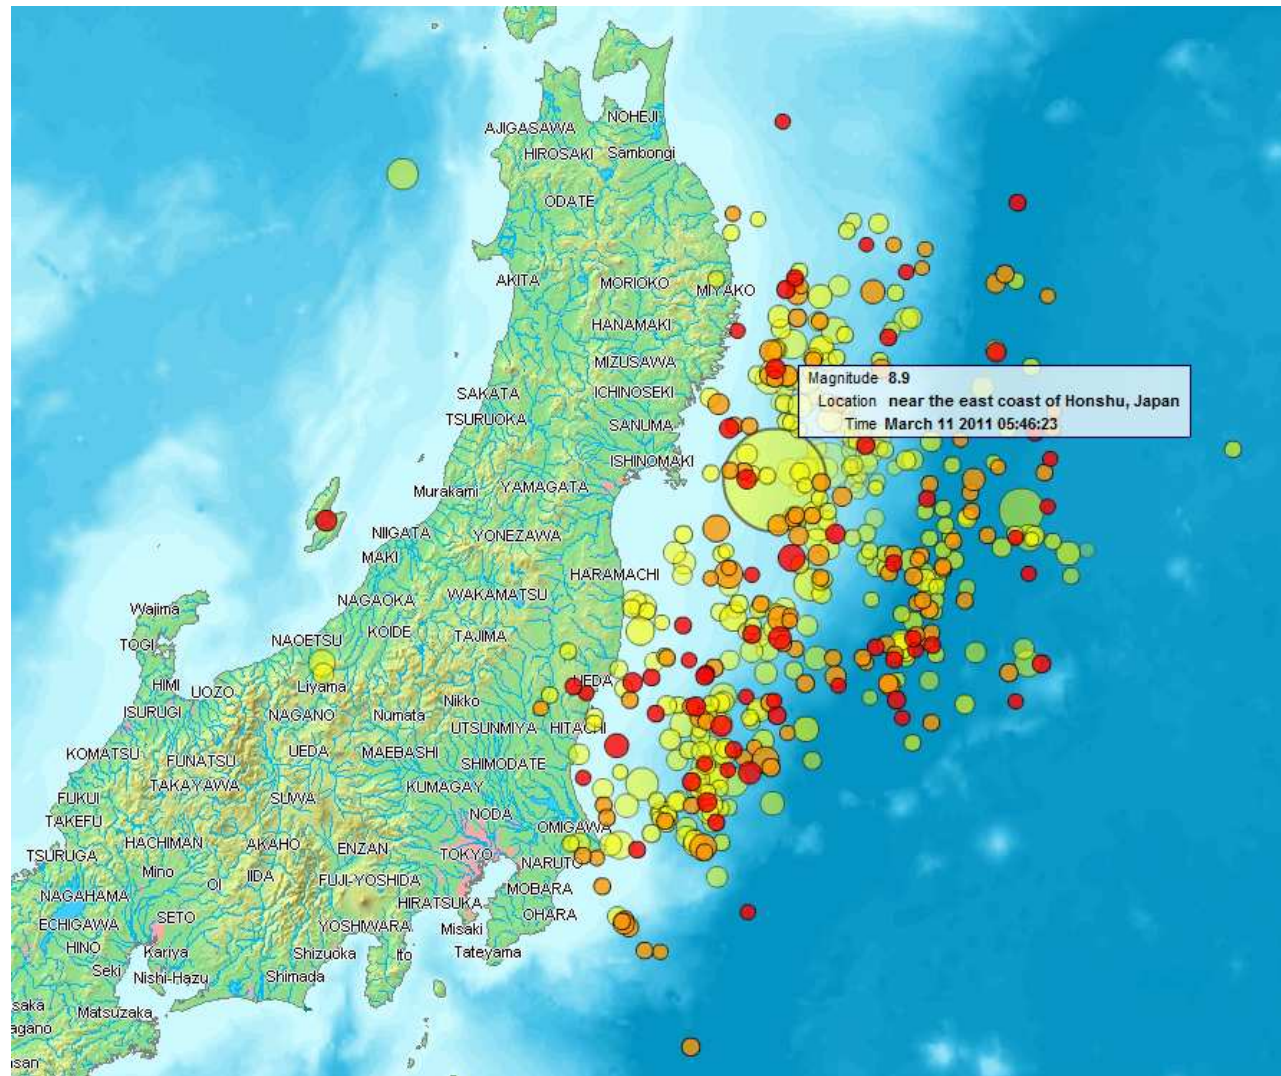 NOHEJI
AJIGASAWA
HIROSAKI Sambongi
ODATE
AKITA
MORIOKO
MIYAKO
HANAMAKI
MIZUSAWA
Magnitude 8.9
Location near the east coast of Honshu, Japan
Time March 11 2011 05:46:23
SAKATA
ICHINOSEKI
TSURUOKA
SANUMA
ISHINOMAKI
Murakami
YAMAGATA
NIIGATA
YONEZAWA
MAKI
HARAMACHI
NAGAOKA
WAKAMATSU
Wajima
TOGI
NAOETSU
KOIDE
TAJIMA
HIMI
UOZO
Liyama
NEDA
ISURUGI
NAGANO
Numata
Nikko
UTSUNMIYA
HITACHI
KOMATSU
FUNATSU
UEDA
MAEBASHI
SHIMODATE
TAKAYAWA
SUWA
KUMAGAY
FUKUI
TAKEFU
NODA
OMIGAWA
HACHIMAN
AKAHO
ENZAN
TOKYO
NARUTO
TSURUGA
Mino
OI
IIDA
FUJI-YOSHIDA
MOBARA
NAGAHAMA
HIRATSUKA
OHARA
SETO
ECHIGAWA
YOSHIWARA
Misaki
HINO
Kariya
Shizuoka
Ito
Tateyama
Seki
Nishi-Hazu
Shimada
saka
Matsuzaka
agano
asan